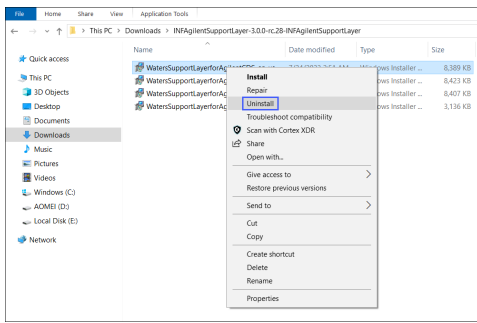 File Home Share View Application Tools
This PC > Downloads > INFAgilentSupportLayer-3.0.0-rc.28-INFAgilentSupportLayer
Name Date modified Type Size
Quick access
This PC
3D Objects
Desktop
Documents
Downloads
Music
Pictures
Videos
Windows (C:)
AOMEI (D:)
Local Disk (E:)
Network
WatersSupportLayerforAgilentCDS 8,389 KB
WatersSupportLayerforAg ows Installer ... 8,423 KB
WatersSupportLayerforAg ows Installer ... 8,407 KB
WatersSupportLayerforAg ows Installer ... 3,136 KB
Install
Repair
Uninstall
Troubleshoot compatibility
Scan with Cortex XDR
Share
Open with...
Give access to
Restore previous versions
Send to
Cut
Copy
Create shortcut
Delete
Rename
Properties